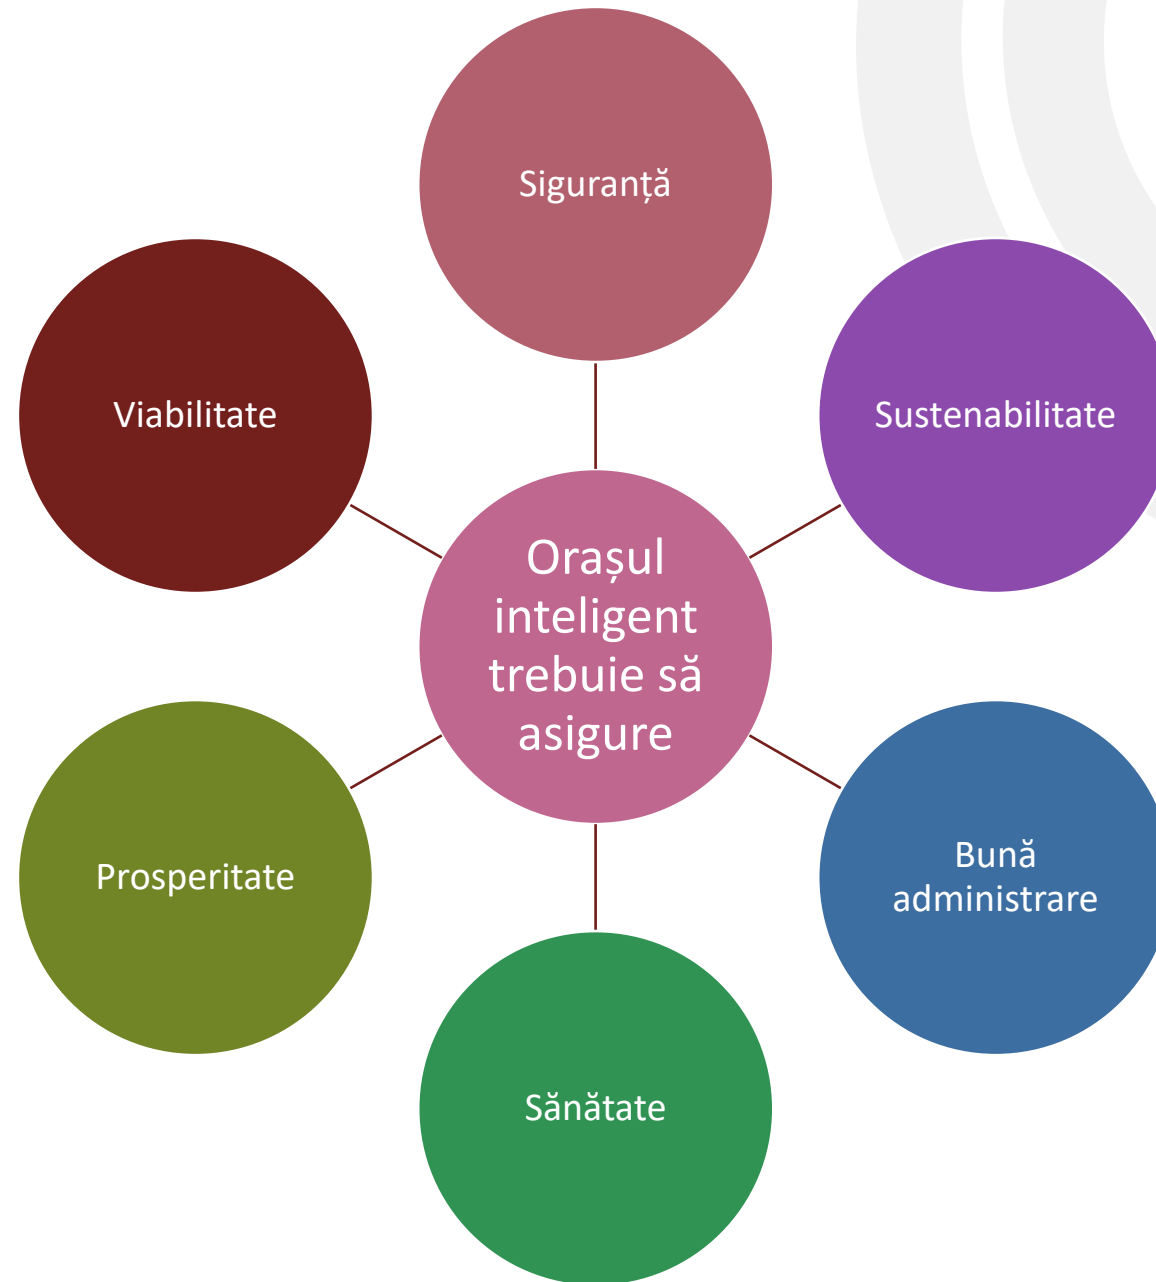 Siguranță
Viabilitate
Sustenabilitate
Orașul
inteligent
trebuie să
asigure
Prosperitate
Bună
administrare
Sănătate